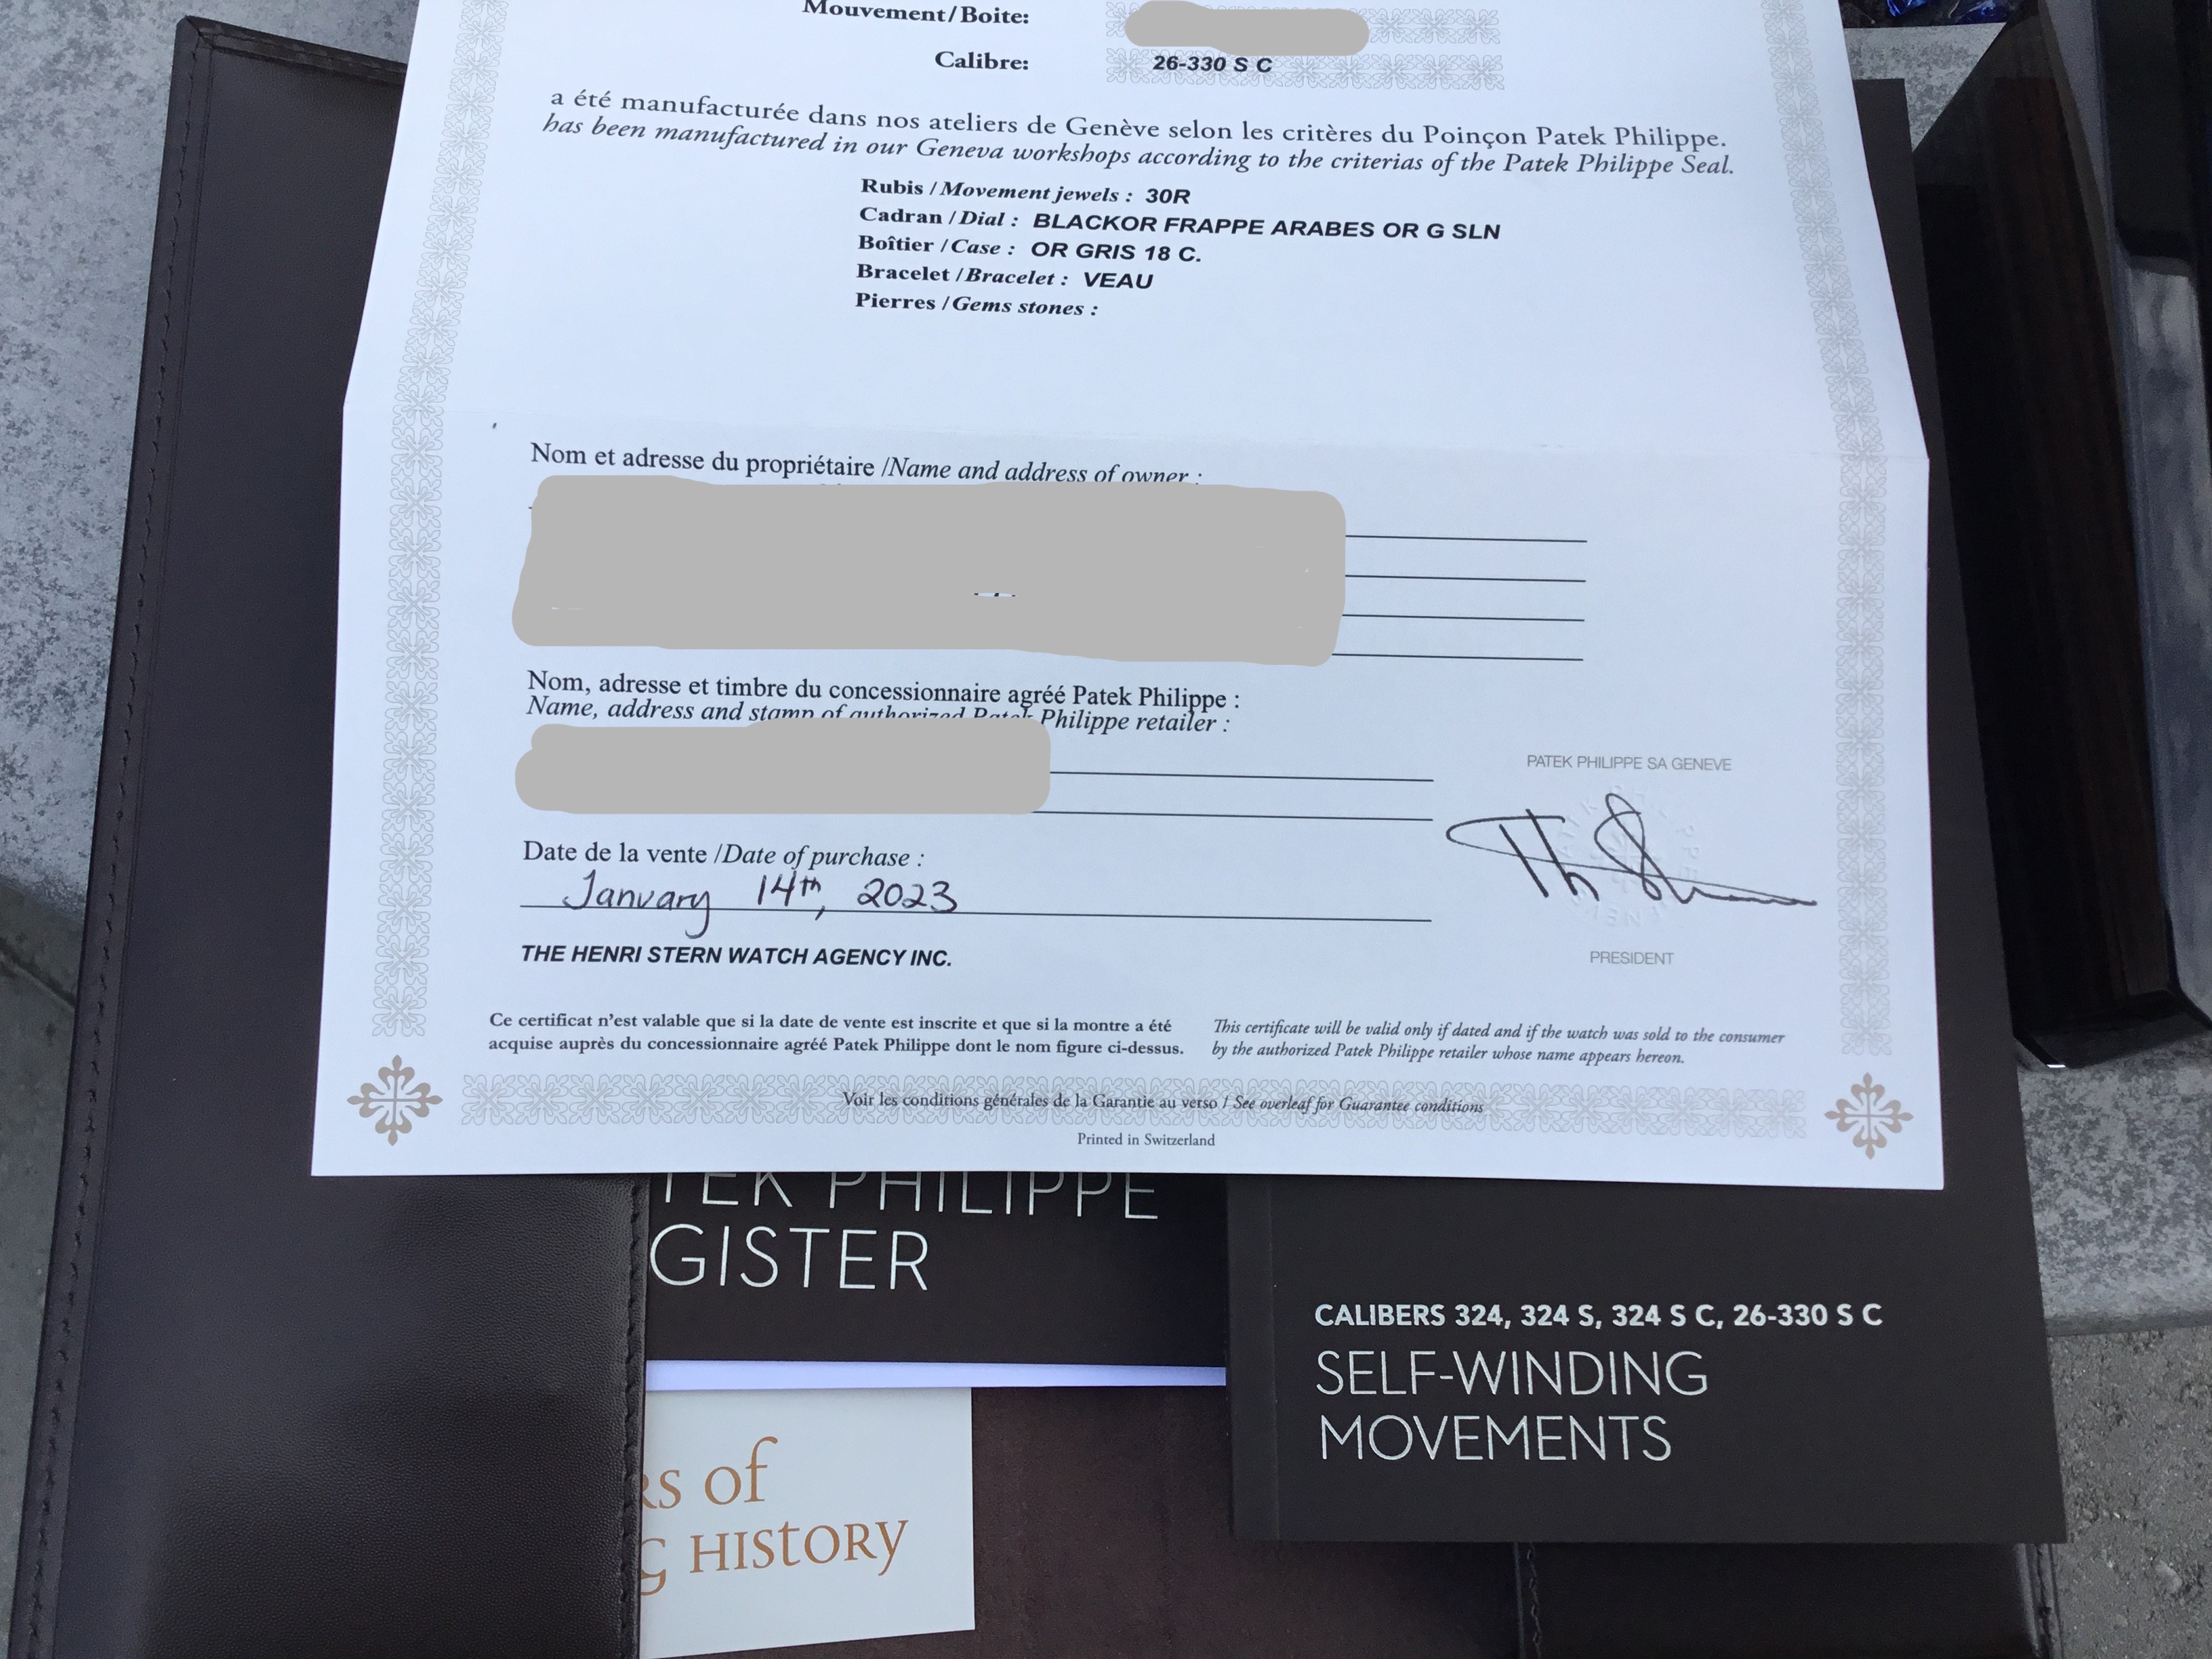 Mouvement/Boite:
Calibre: 26-330 S C
a été manufacturée dans nos ateliers de Genève selon les critères du Poinçon Patek Philippe.
has been manufactured in our Geneva workshops according to the criterias of the Patek Philippe Seal.
Rubis / Movement jewels : 30R
Cadran / Dial : BLACKOR FRAPPE ARABES OR G SLN
Boîtier / Case : OR GRIS 18 C.
Bracelet / Bracelet : VEAU
Pierres / Gems stones :
Nom et adresse du propriétaire /Name and address of owner :
Nom, adresse et timbre du concessionnaire agréé Patek Philippe :
Name, address and stamp of authorized Patek Philippe retailer :
PATEK PHILIPPE SA GENEVE
Date de la vente /Date of purchase :
January 14th, 2023
THE HENRI STERN WATCH AGENCY INC.
PRESIDENT
Ce certificat n'est valable que si la date de vente est inscrite et que si la montre a été
acquise auprès du concessionnaire agréé Patek Philippe dont le nom figure ci-dessus.
This certificate will be valid only if dated and if the watch was sold to the consumer
by the authorized Patek Philippe retailer whose name appears hereon.
Voir les conditions générales de la Garantie au verso / See overleaf for Guarantee conditions
Printed in Switzerland
TEK PHILIPPE
GISTER
CALIBERS 324, 324 S, 324 S C, 26-330 S C
SELF-WINDING
MOVEMENTS
RS of
G HISTORY